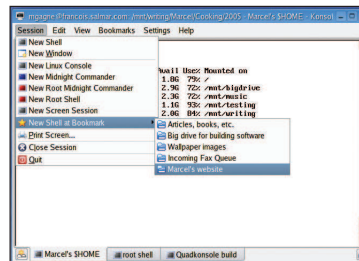 mgagne@francois.salmar.com: /mnt/writing/Marcel/Cooking/2005 - Marcel's $HOME - Konsol
Session Edit View Bookmarks Settings Help
New Shell
New Window
New Linux Console
New Midnight Commander
New Root Midnight Commander
New Root Shell
New Screen Session
New Shell at Bookmark
Print Screen...
Close Session
Quit
Avail Use% Mounted on
1.8G 79% /
2.9G 72% /mnt/bigdrive
2.3G 72% /mnt/music
1.1G 93% /mnt/testing
2.0G 84% /mnt/writing
Articles, books, etc.
Big drive for building software
Wallpaper images
Incoming Fax Queue
Marcel's website
Marcel's $HOME
root shell
Quadkonsole build